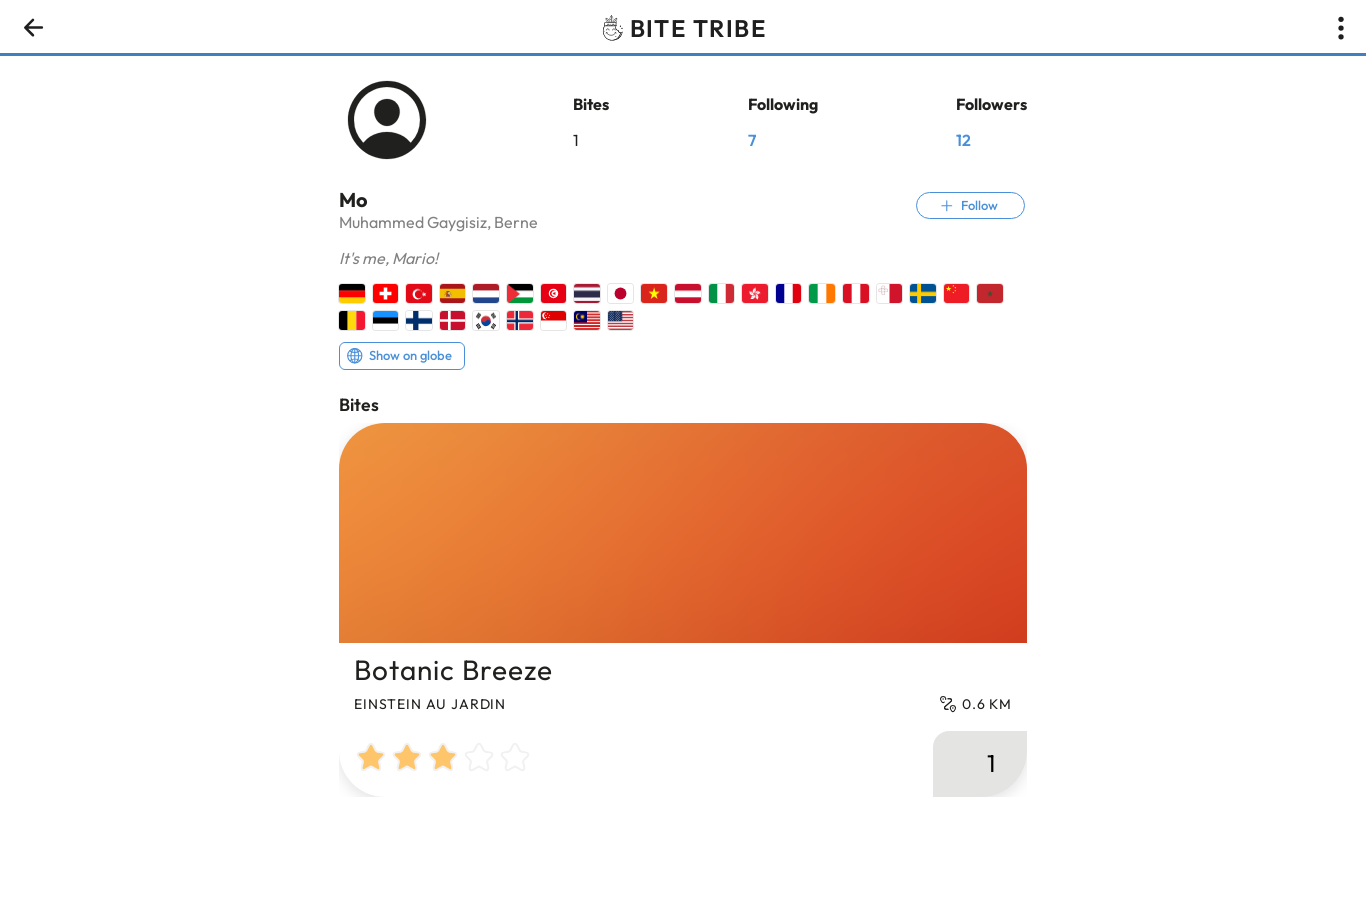 BITE TRIBE
Bites
Following
Followers
1
7
12
Mo
Follow
Muhammed Gaygisiz, Berne
It's me, Mario!
Show on globe
Bites
Botanic Breeze
EINSTEIN AU JARDIN
0.6 KM
1